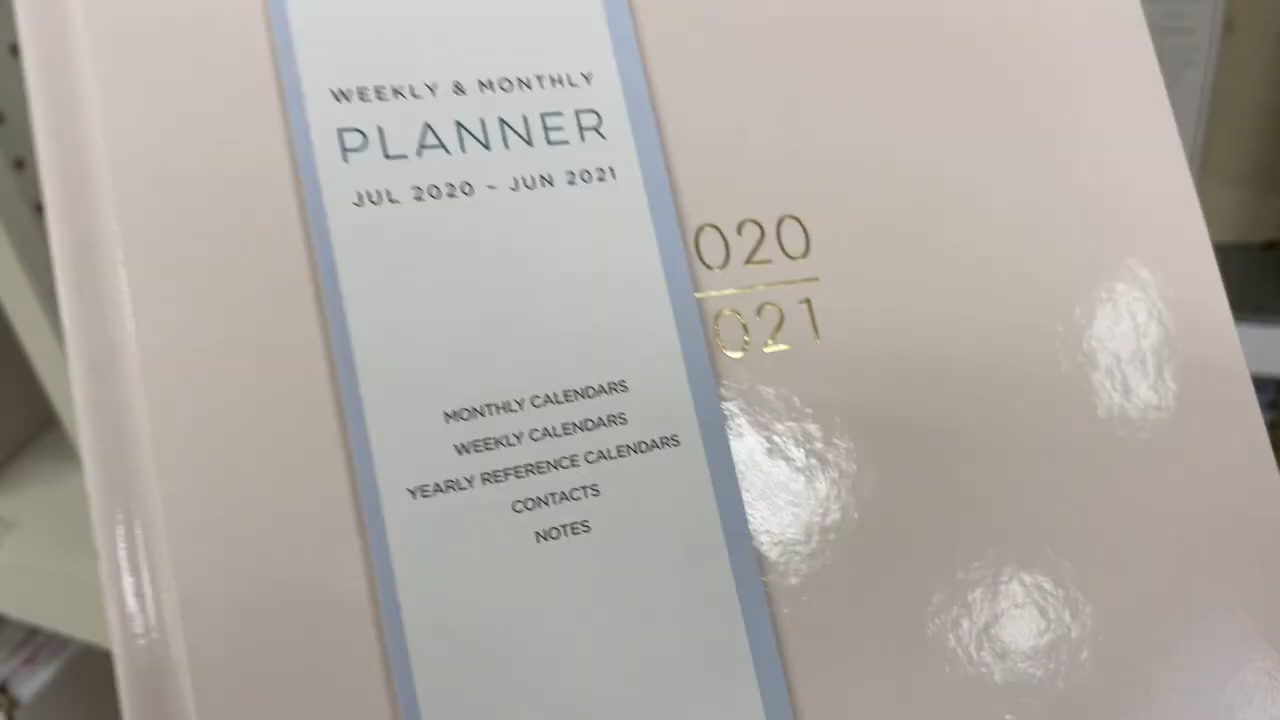 WEEKLY & MONTHLY
PLANNER
JUL 2020 - JUN 2021
020
021
MONTHLY CALENDARS
WEEKLY CALENDARS
YEARLY REFERENCE CALENDARS
CONTACTS
NOTES